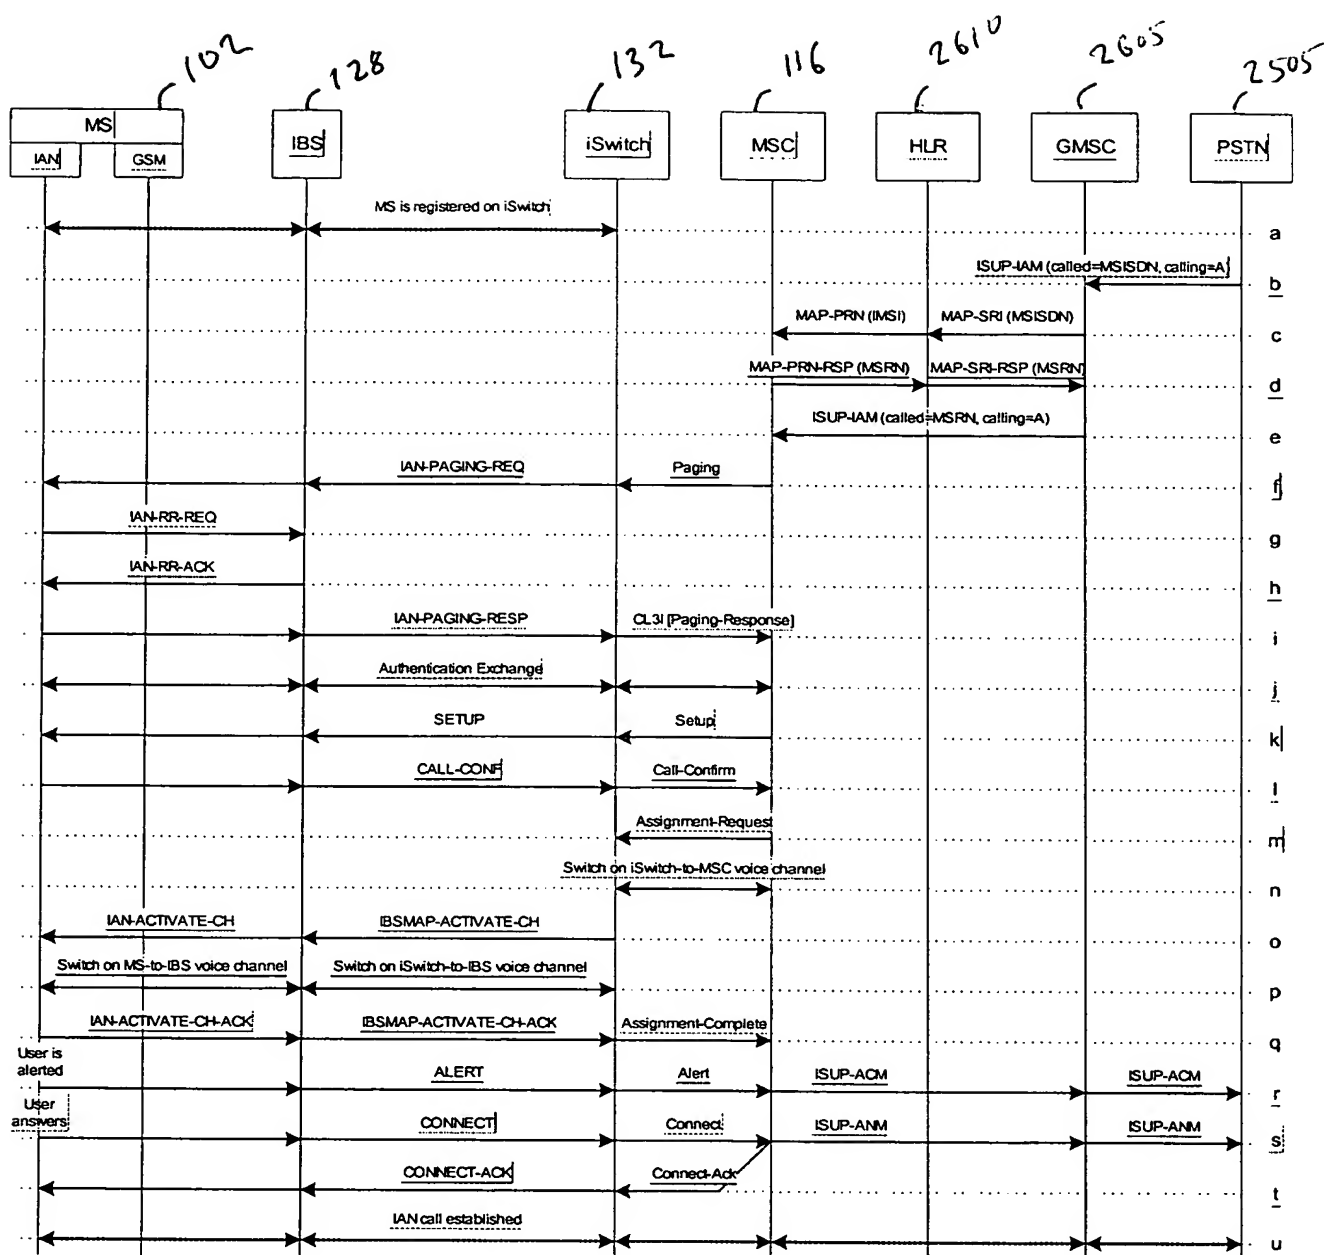 102
128
132
116
2610
2605
2505
MS
IAN
GSM
IBS
iSwitch
MSC
HLR
GMSC
PSTN
MS is registered on iSwitch
a
ISUP-IAM (called=MSISDN, calling=A)
b
MAP-PRN (IMSI)
MAP-SRI (MSISDN)
c
MAP-PRN-RSP (MSRN)
MAP-SRI-RSP (MSRN)
d
ISUP-IAM (called=MSRN, calling=A)
e
IAN-PAGING-REQ
Paging
f
IAN-RR-REQ
g
IAN-RR-ACK
h
IAN-PAGING-RESP
CL3I [Paging-Response]
i
Authentication Exchange
j
SETUP
Setup
k
CALL-CONF
Call-Confirm
l
Assignment-Request
m
Switch on iSwitch-to-MSC voice channel
n
IAN-ACTIVATE-CH
IBSMAP-ACTIVATE-CH
o
Switch on MS-to-IBS voice channel
Switch on iSwitch-to-IBS voice channel
p
IAN-ACTIVATE-CH-ACK
IBSMAP-ACTIVATE-CH-ACK
Assignment-Complete
q
User is
alerted
ALERT
Alert
ISUP-ACM
ISUP-ACM
r
User
answers
CONNECT
Connect
ISUP-ANM
ISUP-ANM
s
CONNECT-ACK
Connect-Ack
t
IAN call established
u